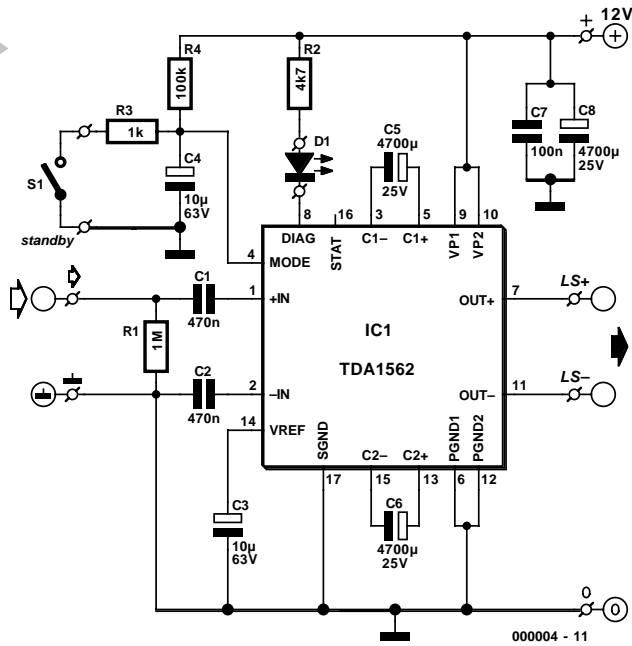 + 12V
R4
100k
R2
4k7
R3
1k
C4
10µ
63V
S1
standby
D1
C5
4700µ
25V
C7
100n
C8
4700µ
25V
8
16
3
5
9
10
DIAG
STAT
C1–
C1+
VP1
VP2
4
MODE
C1
470n
1
+IN
R1
1M
C2
470n
2
–IN
14
VREF
IC1
TDA1562
7
OUT+
LS+
11
OUT–
LS–
SGND
C2–
C2+
PGND1
PGND2
17
15
13
6
12
C3
10µ
63V
C6
4700µ
25V
0
0
000004 - 11